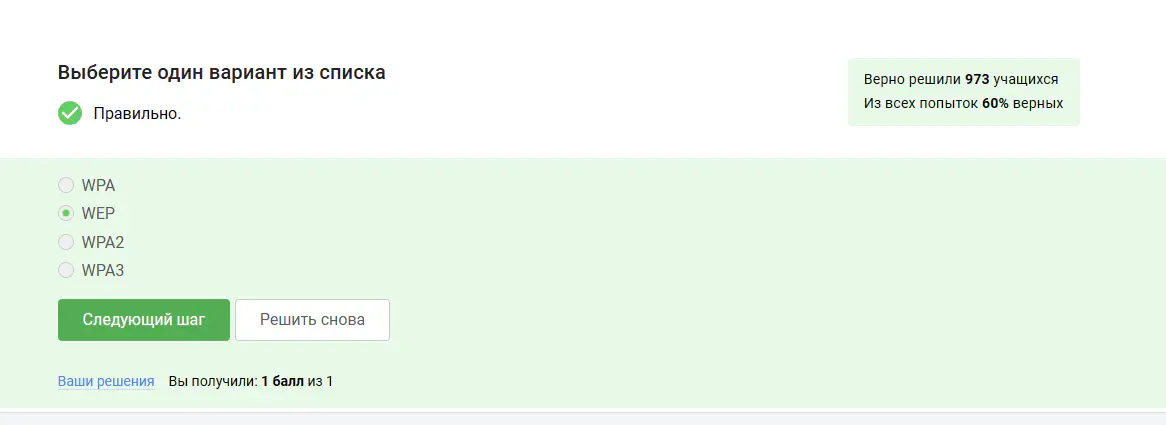 Выберите один вариант из списка
Правильно.
Верно решили 973 учащихся
Из всех попыток 60% верных
WPA
WEP
WPA2
WPA3
Следующий шаг
Решить снова
Ваши решения Вы получили: 1 балл из 1